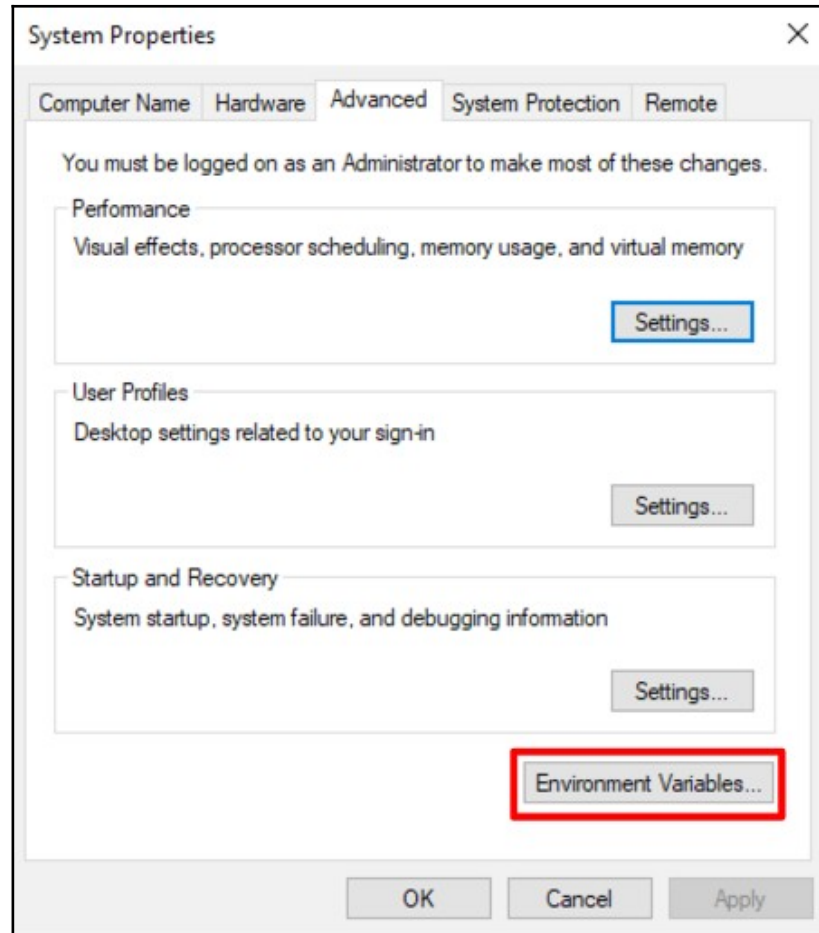 System Properties
Computer Name Hardware Advanced System Protection Remote
You must be logged on as an Administrator to make most of these changes.
Performance
Visual effects, processor scheduling, memory usage, and virtual memory
Settings...
User Profiles
Desktop settings related to your sign-in
Settings...
Startup and Recovery
System startup, system failure, and debugging information
Settings...
Environment Variables...
OK Cancel Apply